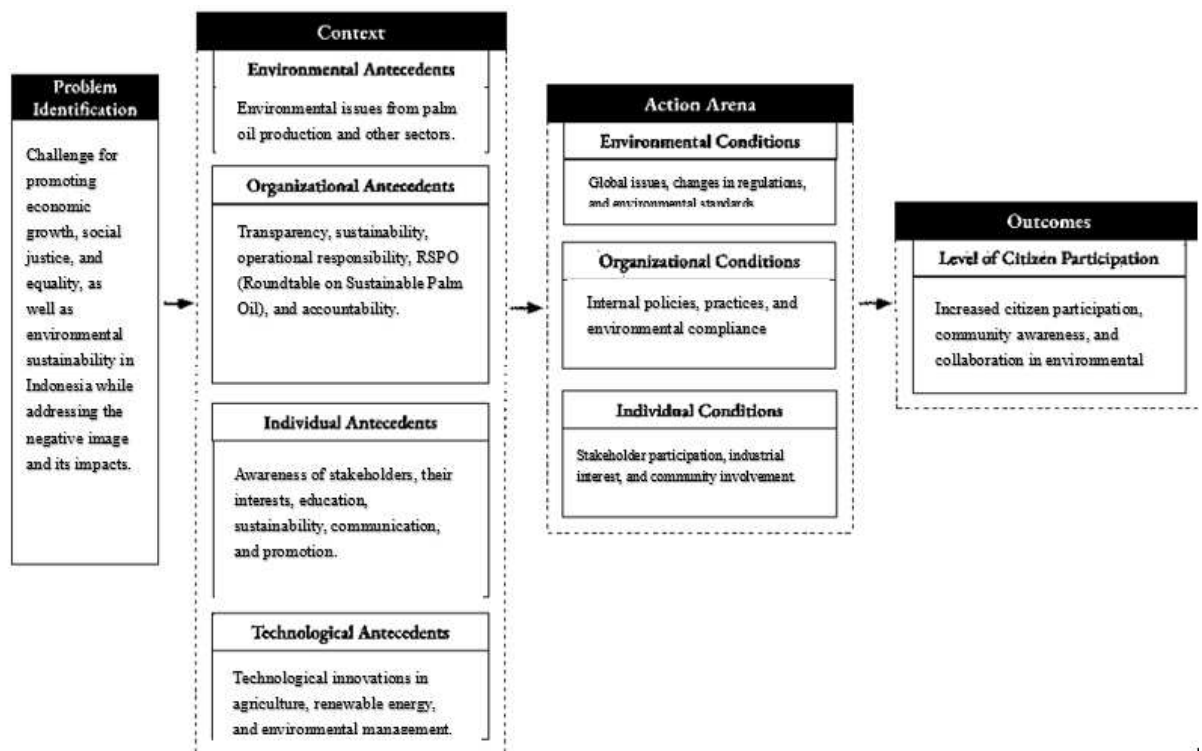 Problem
Identification
Challenge for
promoting
economic
growth, social
justice, and
equality, as
well as
environmental
sustainability in
Indonesia while
addressing the
negative image
and its impacts.
Context
Environmental Antecedents
Environmental issues from palm
oil production and other sectors.
Organizational Antecedents
Transparency, sustainability,
operational responsibility, RSPO
(Roundtable on Sustainable Palm
Oil), and accountability.
Individual Antecedents
Awareness of stakeholders, their
interests, education,
sustainability, communication,
and promotion.
Technological Antecedents
Technological innovations in
agriculture, renewable energy,
and environmental management.
Action Arena
Environmental Conditions
Global issues, changes in regulations,
and environmental standards
Organizational Conditions
Internal policies, practices, and
environmental compliance
Individual Conditions
Stakeholder participation, industrial
interest, and community involvement
Outcomes
Level of Citizen Participation
Increased citizen participation,
community awareness, and
collaboration in environmental